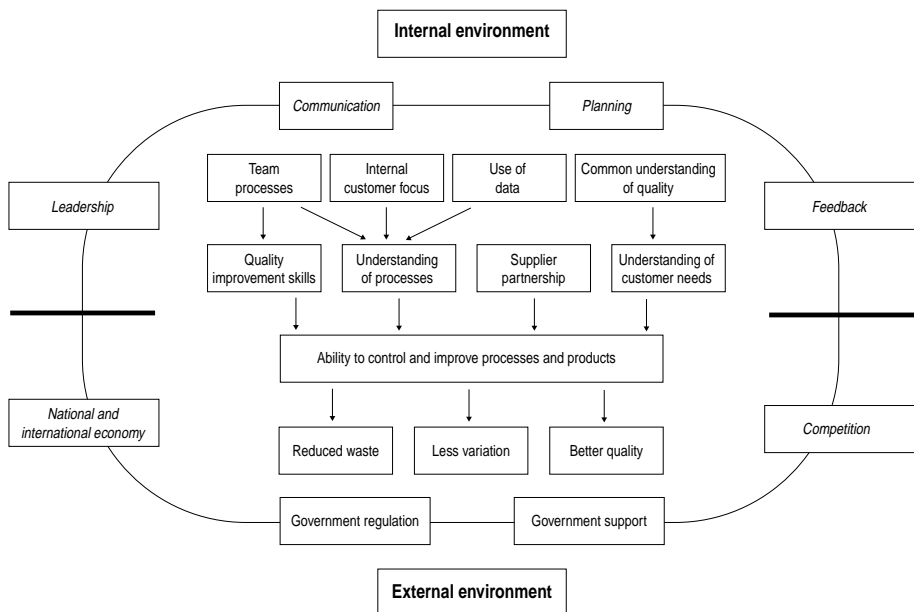 Internal environment
Communication
Planning
Team
processes
Internal
customer focus
Use of
data
Common understanding
of quality
Leadership
Feedback
Quality
improvement skills
Understanding
of processes
Supplier
partnership
Understanding of
customer needs
Ability to control and improve processes and products
National and
international economy
Competition
Reduced waste
Less variation
Better quality
Government regulation
Government support
External environment